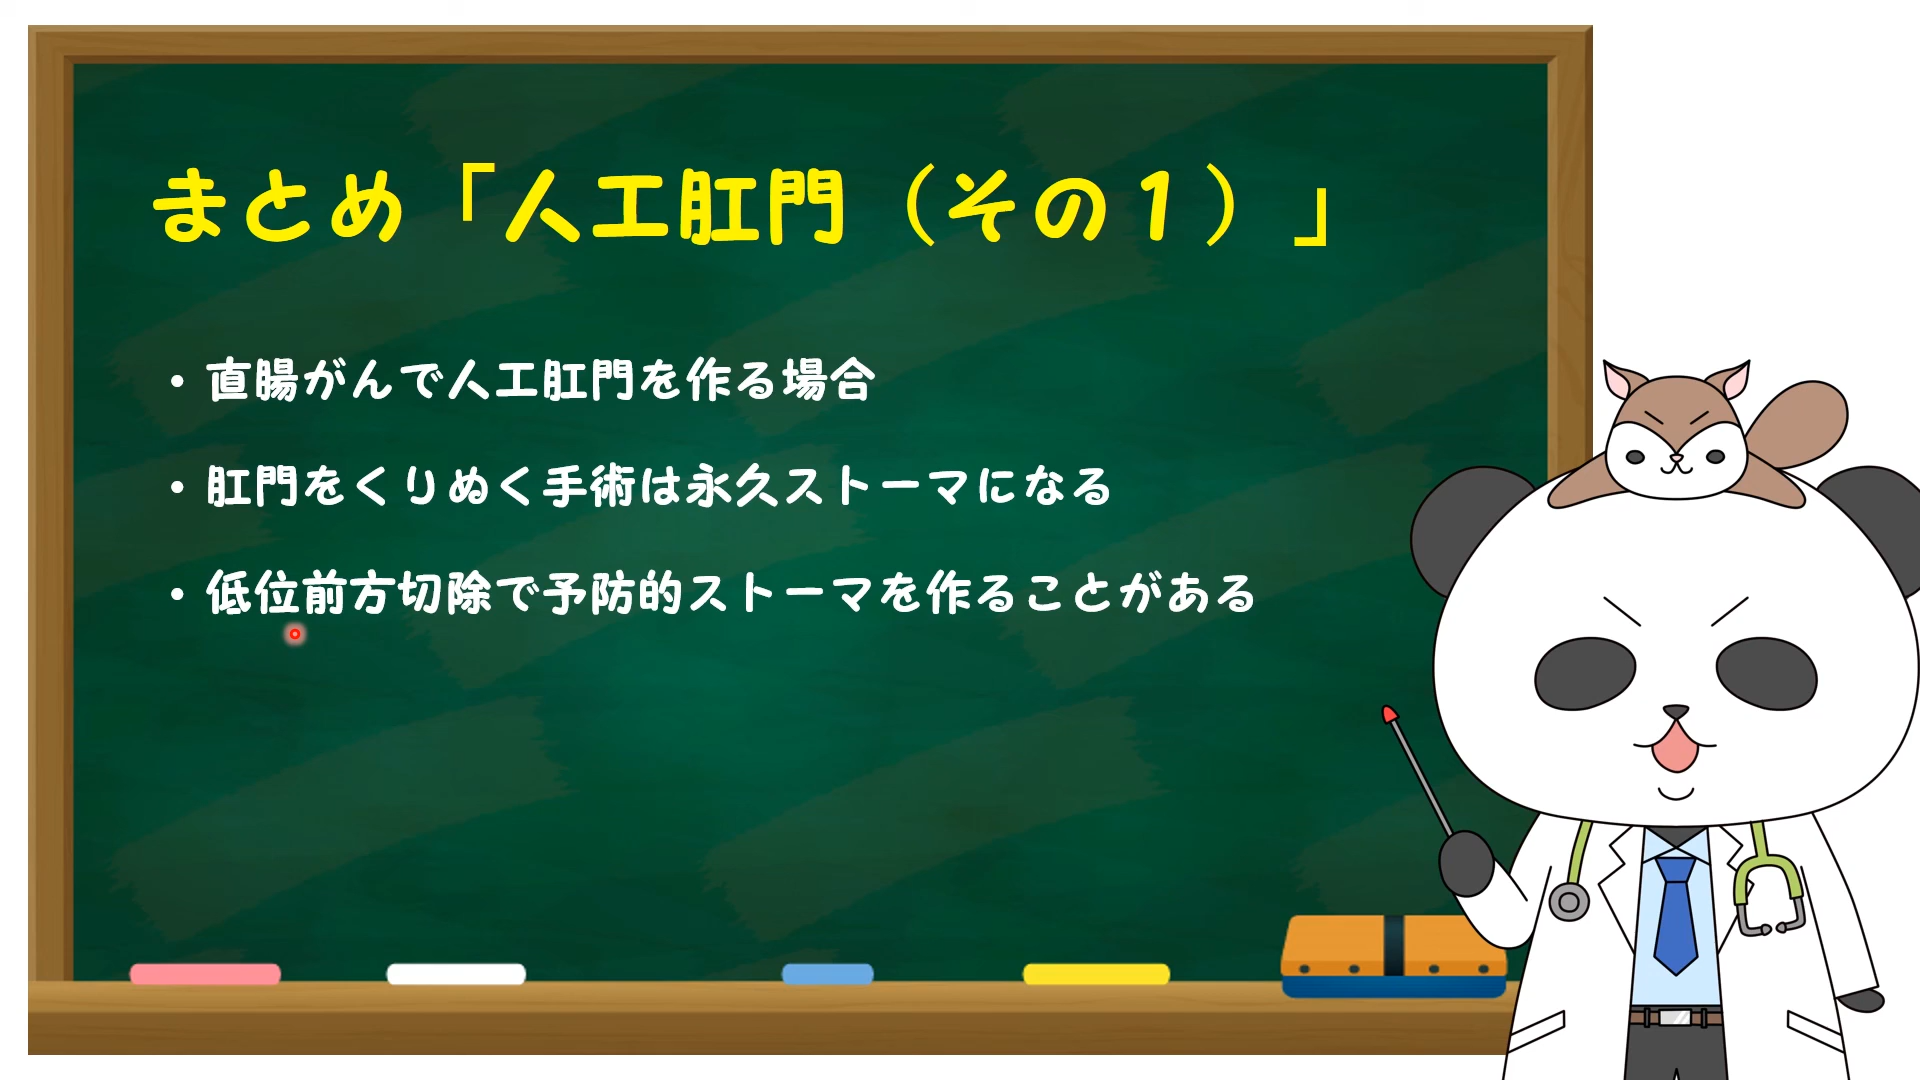 まとめ「人工肛門（その１）」
・直腸がんで人工肛門を作る場合
・肛門をくりぬく手術は永久ストーマになる
・低位前方切除で予防的ストーマを作ることがある